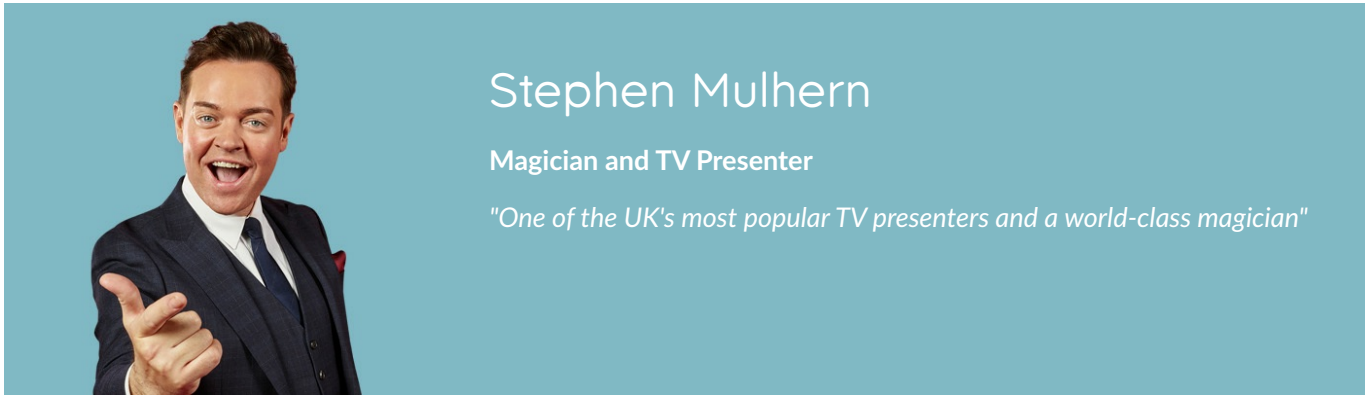 Stephen Mulhern
Magician and TV Presenter
"One of the UK's most popular TV presenters and a world-class magician"